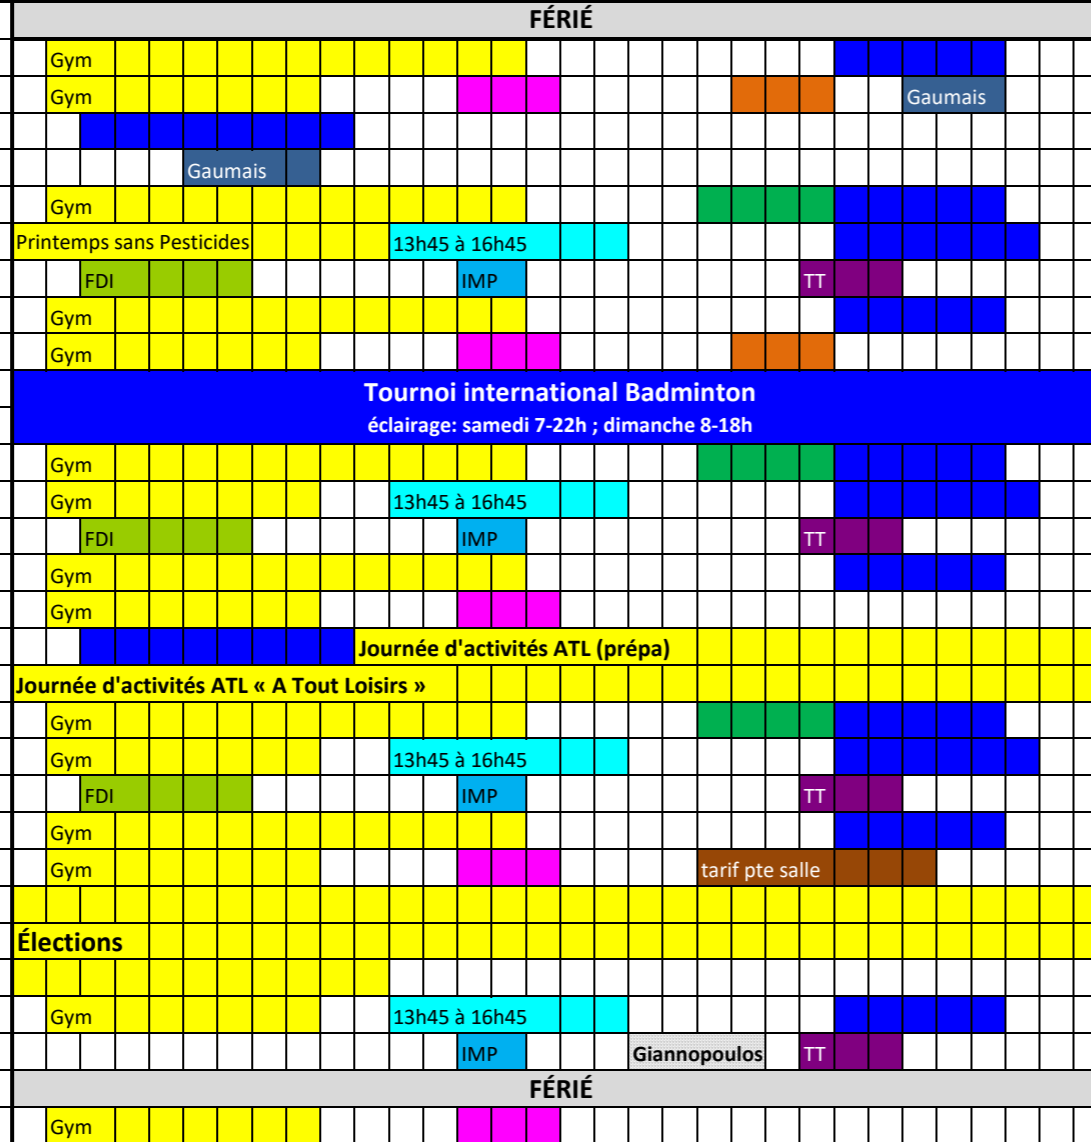 FÉRIÉ
Gym
Gym
Gaumais
Gaumais
Gym
Printemps sans Pesticides
13h45 à 16h45
FDI
IMP
TT
Gym
Gym
Tournoi international Badminton
éclairage: samedi 7-22h ; dimanche 8-18h
Gym
Gym
13h45 à 16h45
FDI
IMP
TT
Gym
Gym
Journée d'activités ATL (prépa)
Journée d'activités ATL « A Tout Loisirs »
Gym
Gym
13h45 à 16h45
FDI
IMP
TT
Gym
Gym
tarif pte salle
Élections
Gym
13h45 à 16h45
IMP
Giannopoulos
TT
FÉRIÉ
Gym